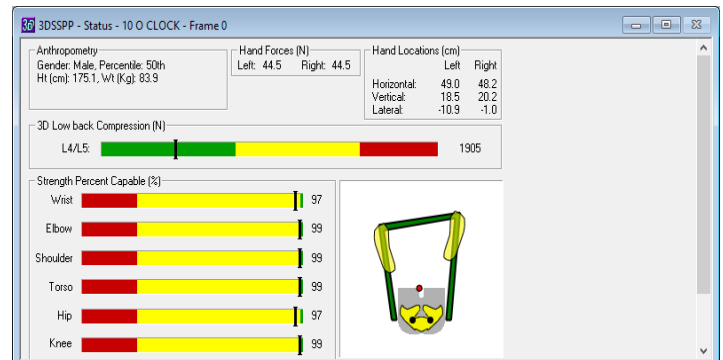 3DSSPP - Status - 10 O CLOCK - Frame 0
Anthropometry
Gender: Male, Percentile: 50th
Ht (cm): 175.1, Wt (Kg): 83.9
Hand Forces (N)
Left: 44.5 Right: 44.5
Hand Locations (cm)
Left Right
Horizontal: 49.0 48.2
Vertical: 18.5 20.2
Lateral: -10.9 -1.0
3D Low back Compression (N)
L4/L5: 1905
Strength Percent Capable (%)
Wrist 97
Elbow 99
Shoulder 99
Torso 99
Hip 97
Knee 99